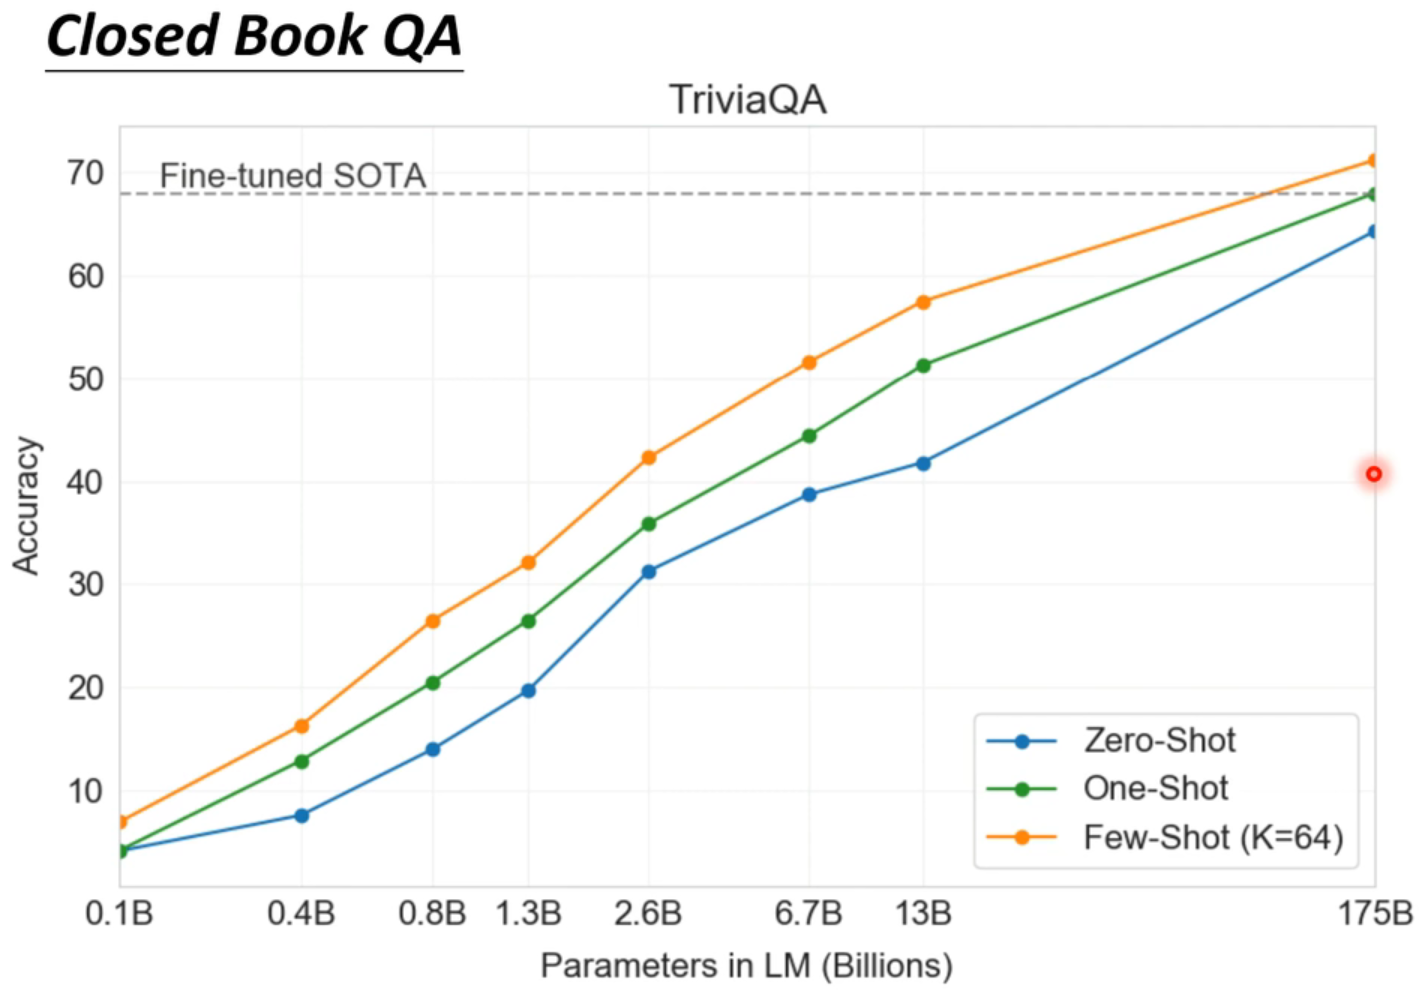 Closed Book QA
TriviaQA
Fine-tuned SOTA
70
60
50
40
30
20
10
Accuracy
Zero-Shot
One-Shot
Few-Shot (K=64)
0.1B 0.4B 0.8B 1.3B 2.6B 6.7B 13B 175B
Parameters in LM (Billions)